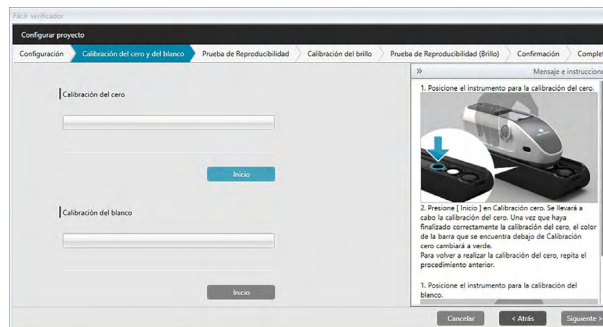 Fácil verificador
Configurar proyecto
Configuración
Calibración del cero y del blanco
Prueba de Reproducibilidad
Calibración del brillo
Prueba de Reproducibilidad (Brillo)
Confirmación
Comple
» Mensaje e instruccione
Calibración del cero
Inicio
Calibración del blanco
Inicio
1. Posicione el instrumento para la calibración del cero.
2. Presione [ Inicio ] en Calibración cero. Se llevará a
cabo la calibración del cero. Una vez que haya
finalizado correctamente la calibración del cero, el color
de la barra que se encuentra debajo de Calibración
cero cambiará a verde.
Para volver a realizar la calibración del cero, repita el
procedimiento anterior.
1. Posicione el instrumento para la calibración del
blanco.
Cancelar
< Atrás
Siguiente >